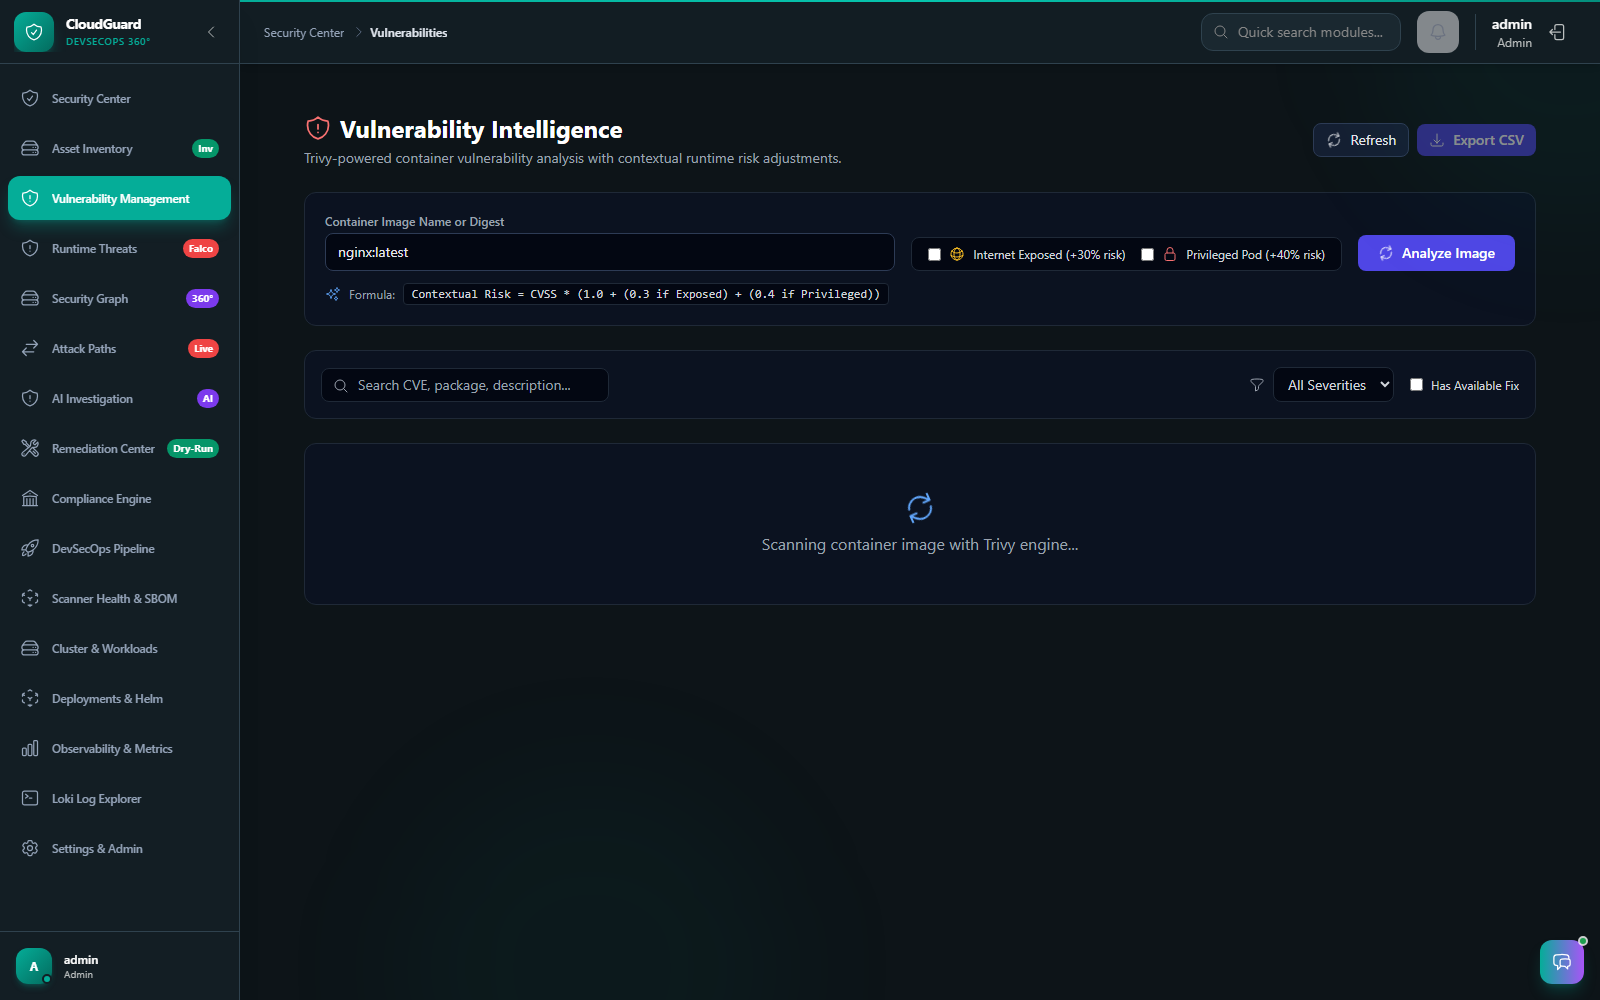 CloudGuard
DEVSECOPS 360°
Security Center
Asset Inventory
Inv
Vulnerability Management
Runtime Threats
Falco
Security Graph
360°
Attack Paths
Live
AI Investigation
AI
Remediation Center
Dry-Run
Compliance Engine
DevSecOps Pipeline
Scanner Health & SBOM
Cluster & Workloads
Deployments & Helm
Observability & Metrics
Loki Log Explorer
Settings & Admin
A
admin
Admin
Security Center
Vulnerabilities
Quick search modules...
admin
Admin
Vulnerability Intelligence
Trivy-powered container vulnerability analysis with contextual runtime risk adjustments.
Refresh
Export CSV
Container Image Name or Digest
nginx:latest
Internet Exposed (+30% risk)
Privileged Pod (+40% risk)
Analyze Image
Formula: Contextual Risk = CVSS * (1.0 + (0.3 if Exposed) + (0.4 if Privileged))
Search CVE, package, description...
All Severities
Has Available Fix
Scanning container image with Trivy engine...